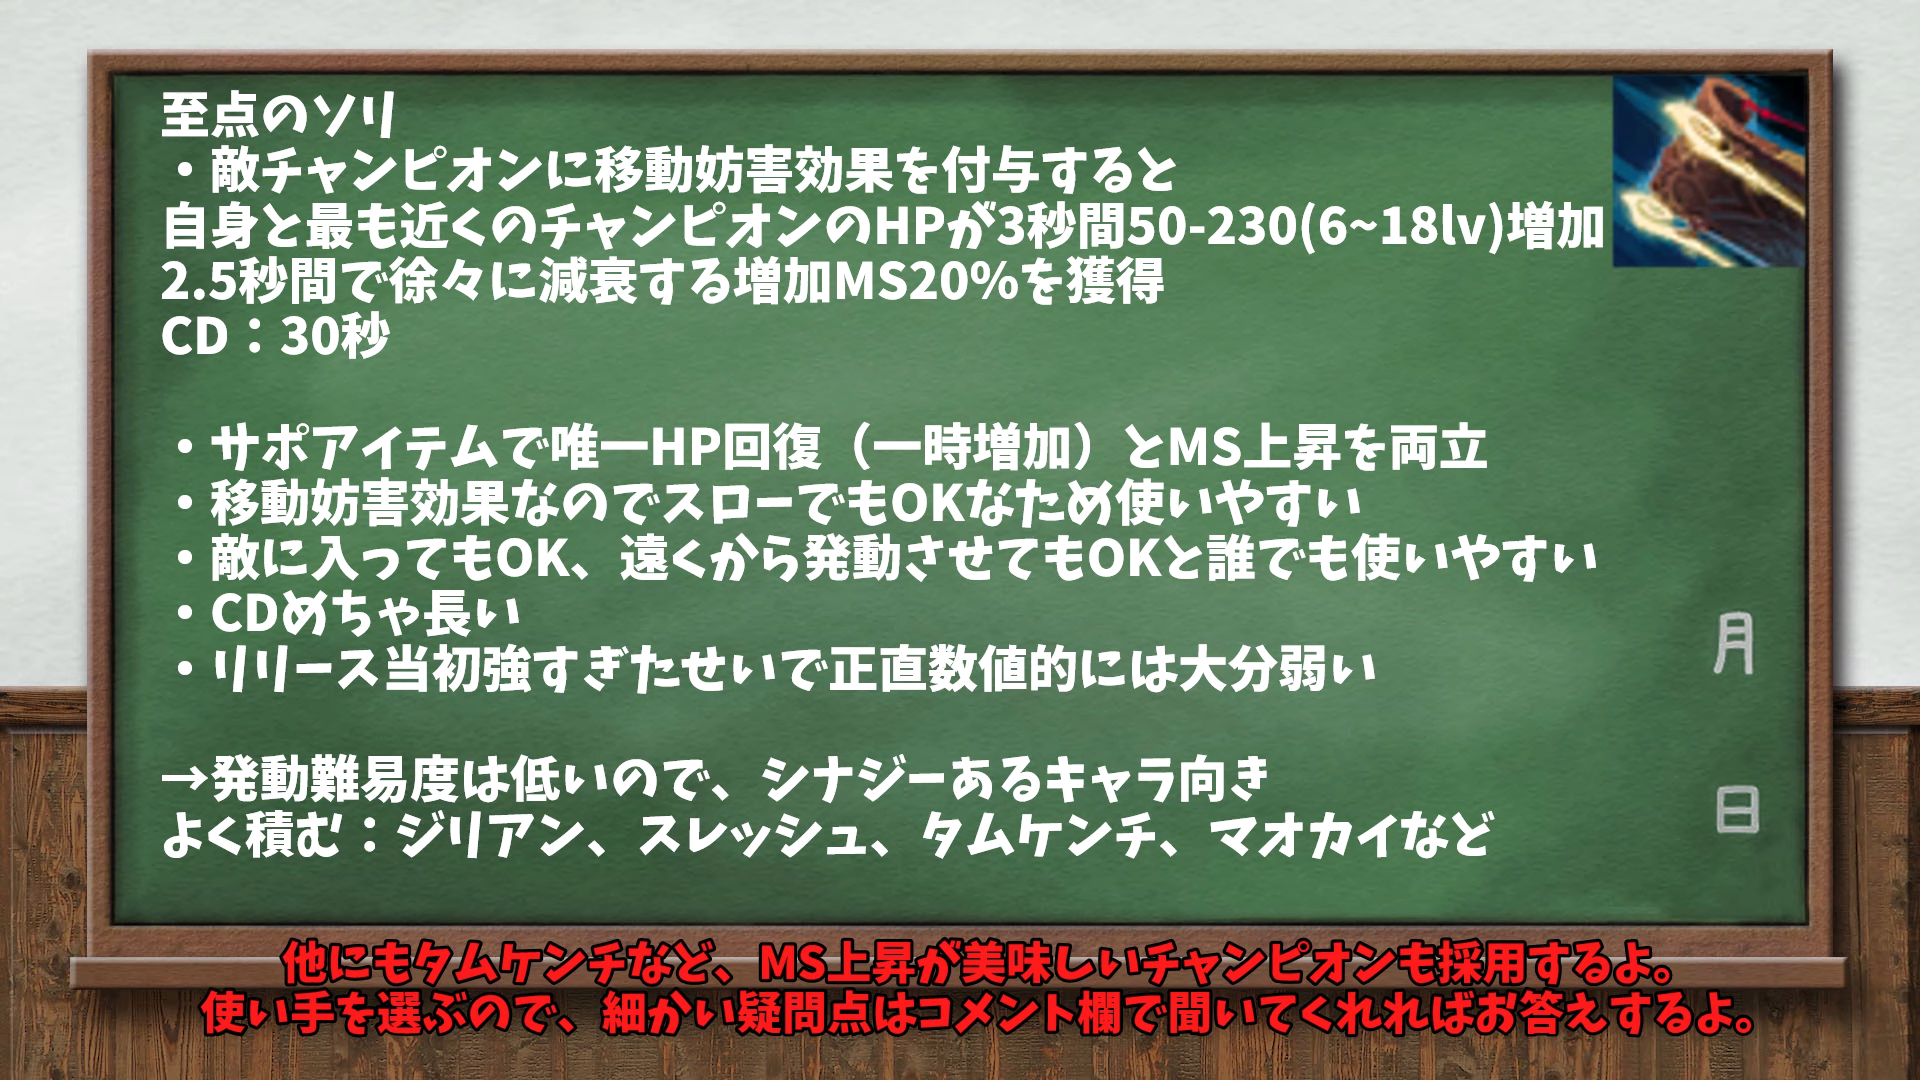 至点のソリ
・敵チャンピオンに移動妨害効果を付与すると
自身と最も近くのチャンピオンのHPが3秒間50-230(6~18lv)増加
2.5秒間で徐々に減衰する増加MS20%を獲得
CD：30秒
・サポアイテムで唯一HP回復（一時増加）とMS上昇を両立
・移動妨害効果なのでスローでもOKなため使いやすい
・敵に入ってもOK、遠くから発動させてもOKと誰でも使いやすい
・CDめちゃ長い
・リリース当初強すぎたせいで正直数値的には大分弱い
→発動難易度は低いので、シナジーあるキャラ向き
よく積む：ジリアン、スレッシュ、タムケンチ、マオカイなど
月
日
他にもタムケンチなど、MS上昇が美味しいチャンピオンも採用するよ。
使い手を選ぶので、細かい疑問点はコメント欄で聞いてくれればお答えするよ。